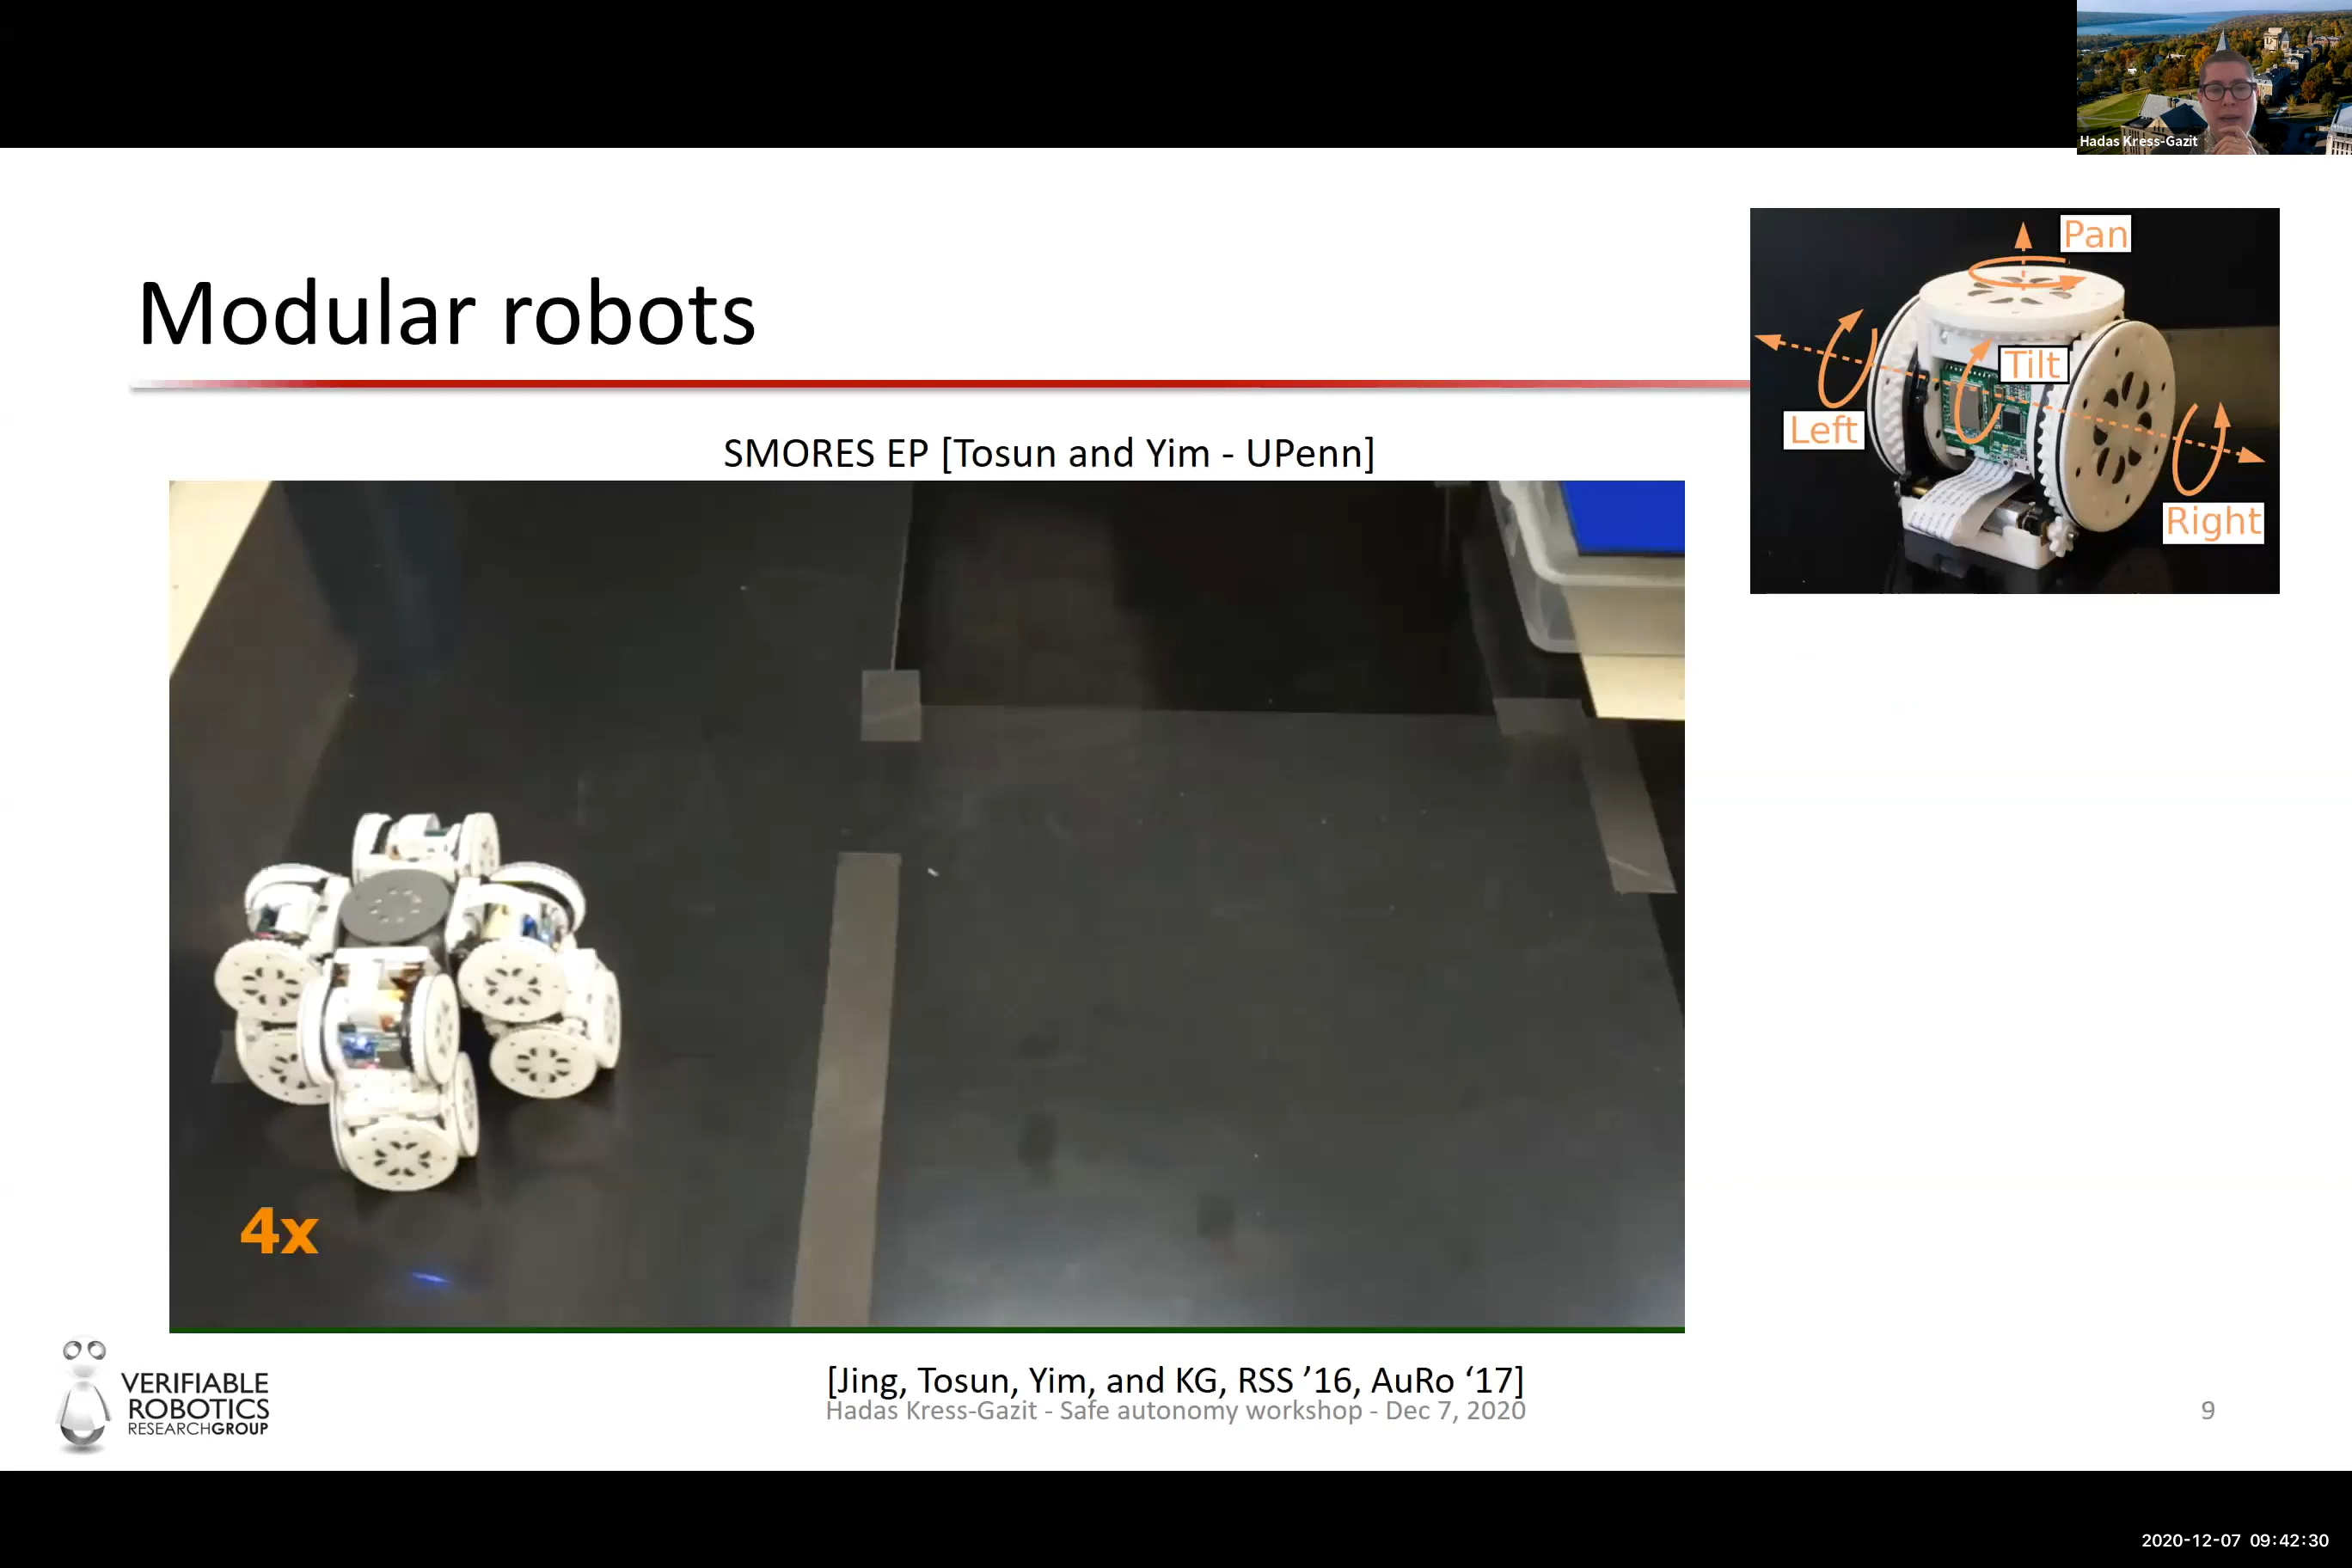 Hadas Kress-Gazit
Modular robots
Pan
Tilt
Left
Right
SMORES EP [Tosun and Yim - UPenn]
4x
[Jing, Tosun, Yim, and KG, RSS ’16, AuRo ‘17]
Hadas Kress-Gazit - Safe autonomy workshop - Dec 7, 2020
9
VERIFIABLE
ROBOTICS
RESEARCHGROUP
2020-12-07 09:42:30